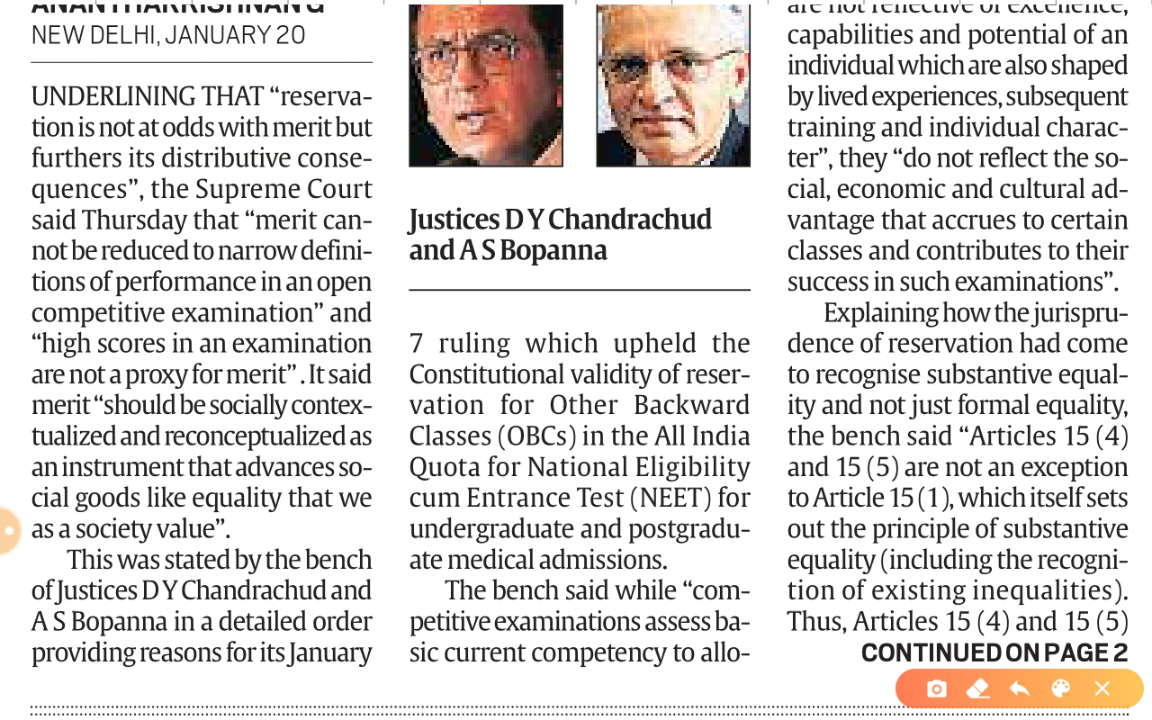 ANANTHAKRISHNAN G
NEW DELHI, JANUARY 20
UNDERLINING THAT “reserva-
tion is not at odds with merit but
furthers its distributive conse-
quences”, the Supreme Court
said Thursday that “merit can-
not be reduced to narrow defini-
tions of performance in an open
competitive examination” and
“high scores in an examination
are not a proxy for merit”. It said
merit “should be socially contex-
tualized and reconceptualized as
an instrument that advances so-
cial goods like equality that we
as a society value”.
This was stated by the bench
of Justices D Y Chandrachud and
A S Bopanna in a detailed order
providing reasons for its January
Justices D Y Chandrachud
and A S Bopanna
7 ruling which upheld the
Constitutional validity of reser-
vation for Other Backward
Classes (OBCs) in the All India
Quota for National Eligibility
cum Entrance Test (NEET) for
undergraduate and postgradu-
ate medical admissions.
The bench said while “com-
petitive examinations assess ba-
sic current competency to allo-
are not reflective of excellence,
capabilities and potential of an
individual which are also shaped
by lived experiences, subsequent
training and individual charac-
ter”, they “do not reflect the so-
cial, economic and cultural ad-
vantage that accrues to certain
classes and contributes to their
success in such examinations”.
Explaining how the jurispru-
dence of reservation had come
to recognise substantive equal-
ity and not just formal equality,
the bench said “Articles 15 (4)
and 15 (5) are not an exception
to Article 15 (1), which itself sets
out the principle of substantive
equality (including the recogni-
tion of existing inequalities).
Thus, Articles 15 (4) and 15 (5)
CONTINUED ON PAGE 2